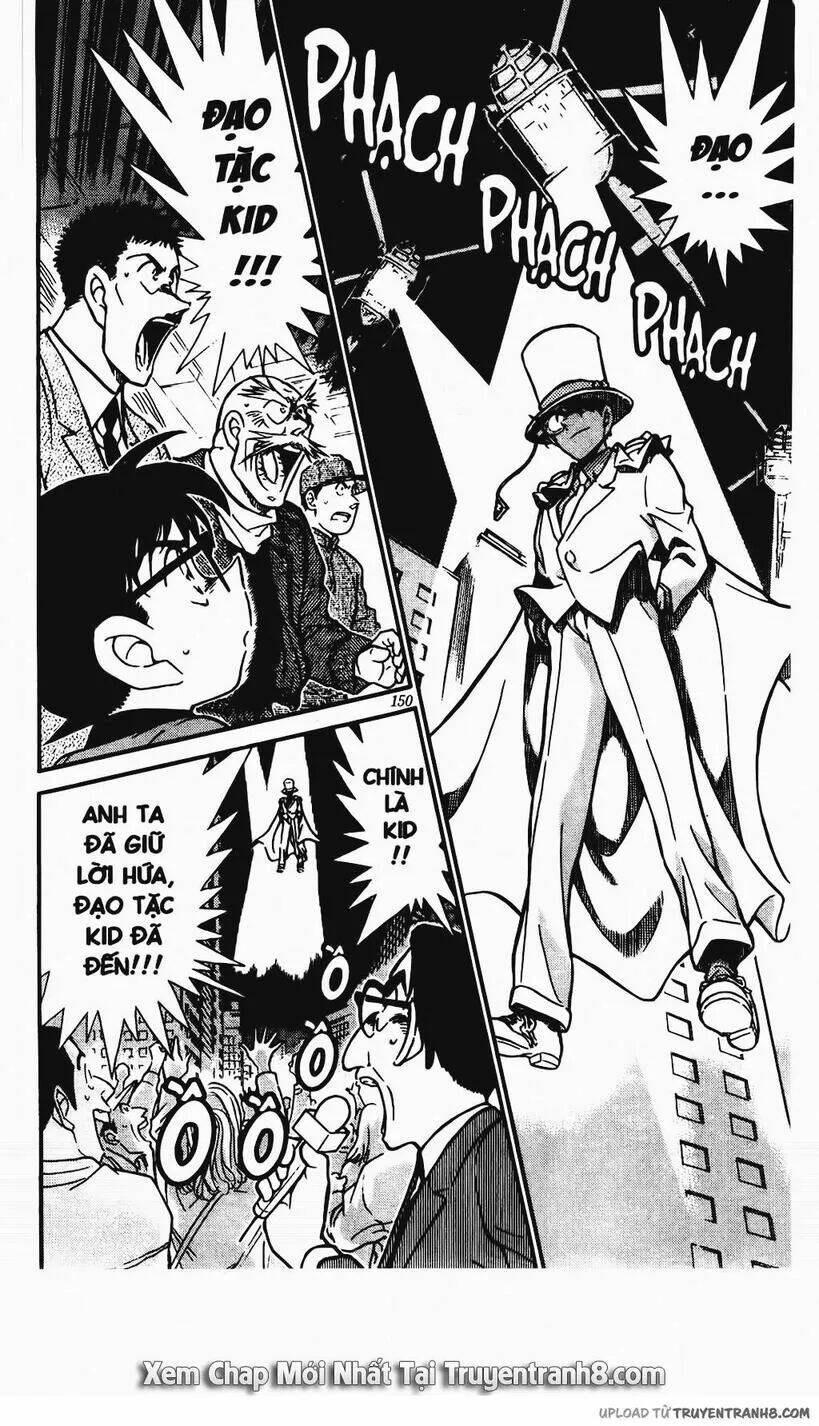 ĐẠO
...
PHẠCH
PHẠCH
PHẠCH
ĐẠO
TẶC
KID
!!!
150
CHÍNH
LÀ
KID
!!
ANH TA
ĐÃ GIỮ
LỜI HỨA,
ĐẠO TẶC
KID ĐÃ
ĐẾN!!!
Ồ
Ồ
Ồ
Ồ
Xem Chap Mới Nhất Tại Truyentranh8.com
UPLOAD TỪ TRUYENTRANH8.COM